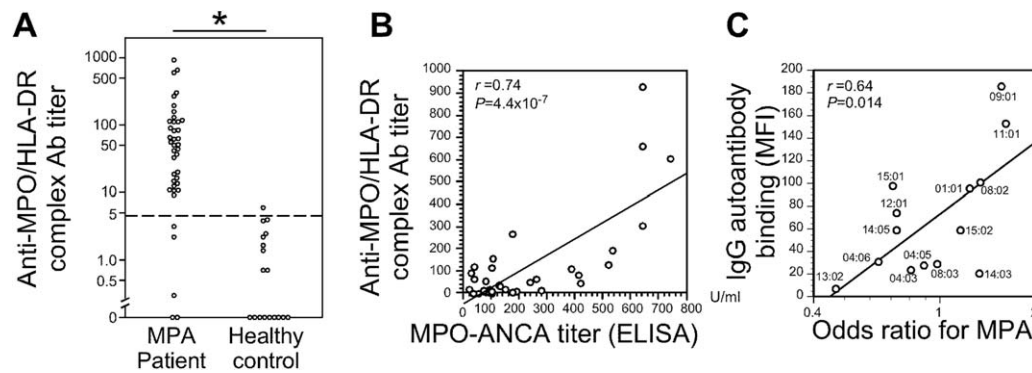 A
*
Anti-MPO/HLA-DR
complex Ab titer
1000
500
100
50
10
5
1.0
0
MPA
Patient
Healthy
control
B
r =0.74
P=4.4x10-7
Anti-MPO/HLA-DR
complex Ab titer
1000
900
800
700
600
500
400
300
200
100
0
0 100 200 300 400 500 600 700 800
MPO-ANCA titer (ELISA)
U/ml
C
r =0.64
P=0.014
IgG autoantibody
binding (MFI)
200
180
160
140
120
100
80
60
40
20
0
09:01
11:01
15:01
01:01
08:02
12:01
14:05
15:02
04:06
04:05
13:02
04:03
08:03
14:03
0.4 1
Odds ratio for MPA